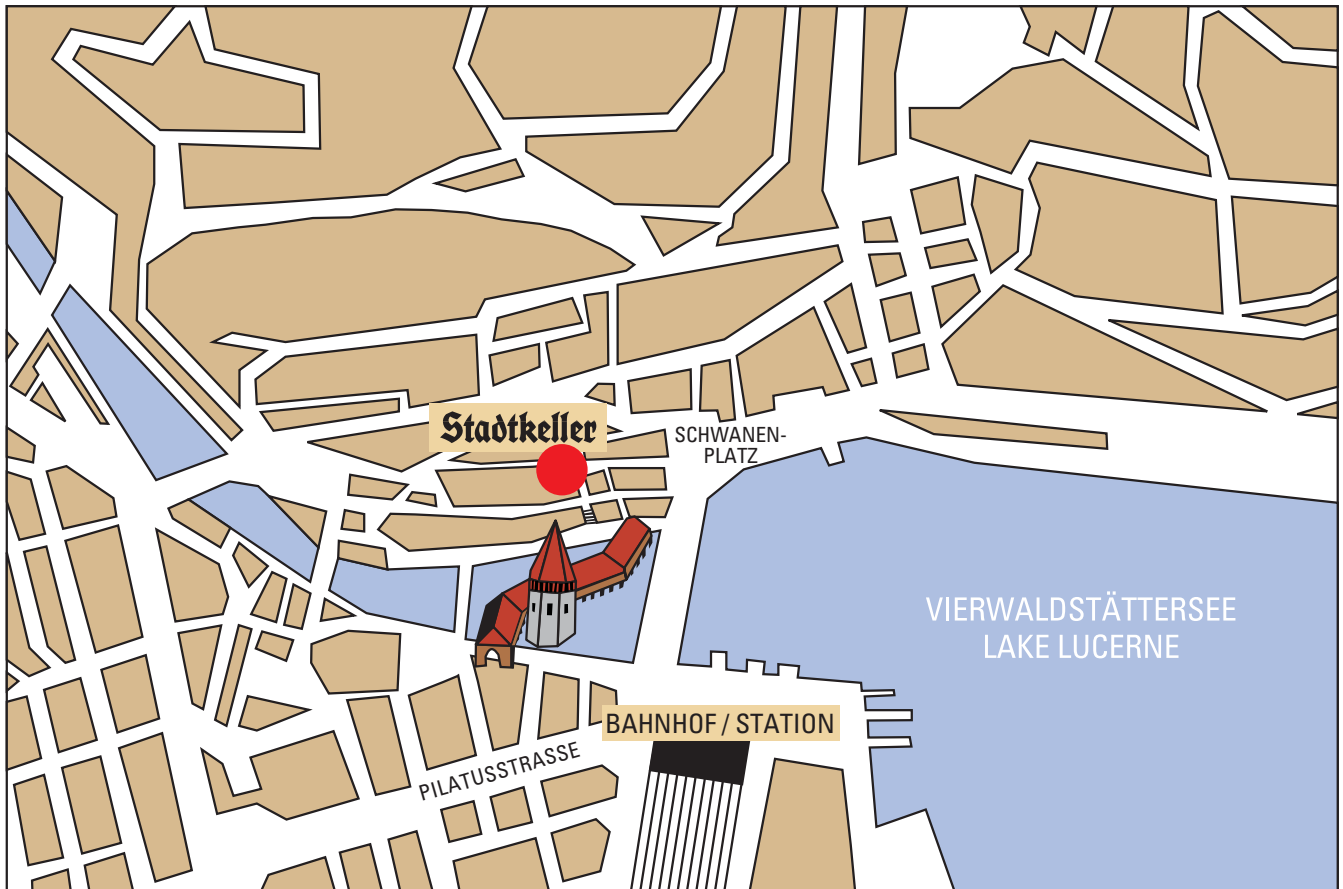 Stadtkeller
SCHWANEN-
PLATZ
VIERWALDSTÄTTERSEE
LAKE LUCERNE
BAHNHOF / STATION
PILATUSSTRASSE